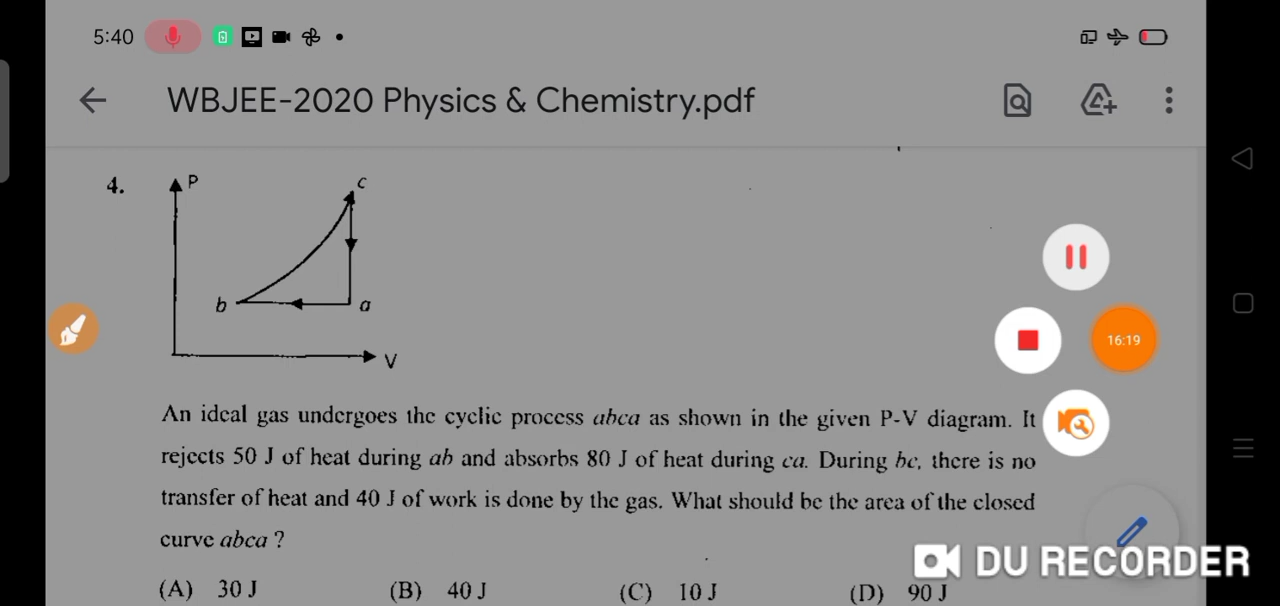 5:40
WBJEE-2020 Physics & Chemistry.pdf
4.
P
c
b
a
V
16:19
An ideal gas undergoes the cyclic process abca as shown in the given P-V diagram. It
rejects 50 J of heat during ab and absorbs 80 J of heat during ca. During bc, there is no
transfer of heat and 40 J of work is done by the gas. What should be the area of the closed
curve abca ?
DU RECORDER
(A) 30 J (B) 40 J (C) 10 J (D) 90 J